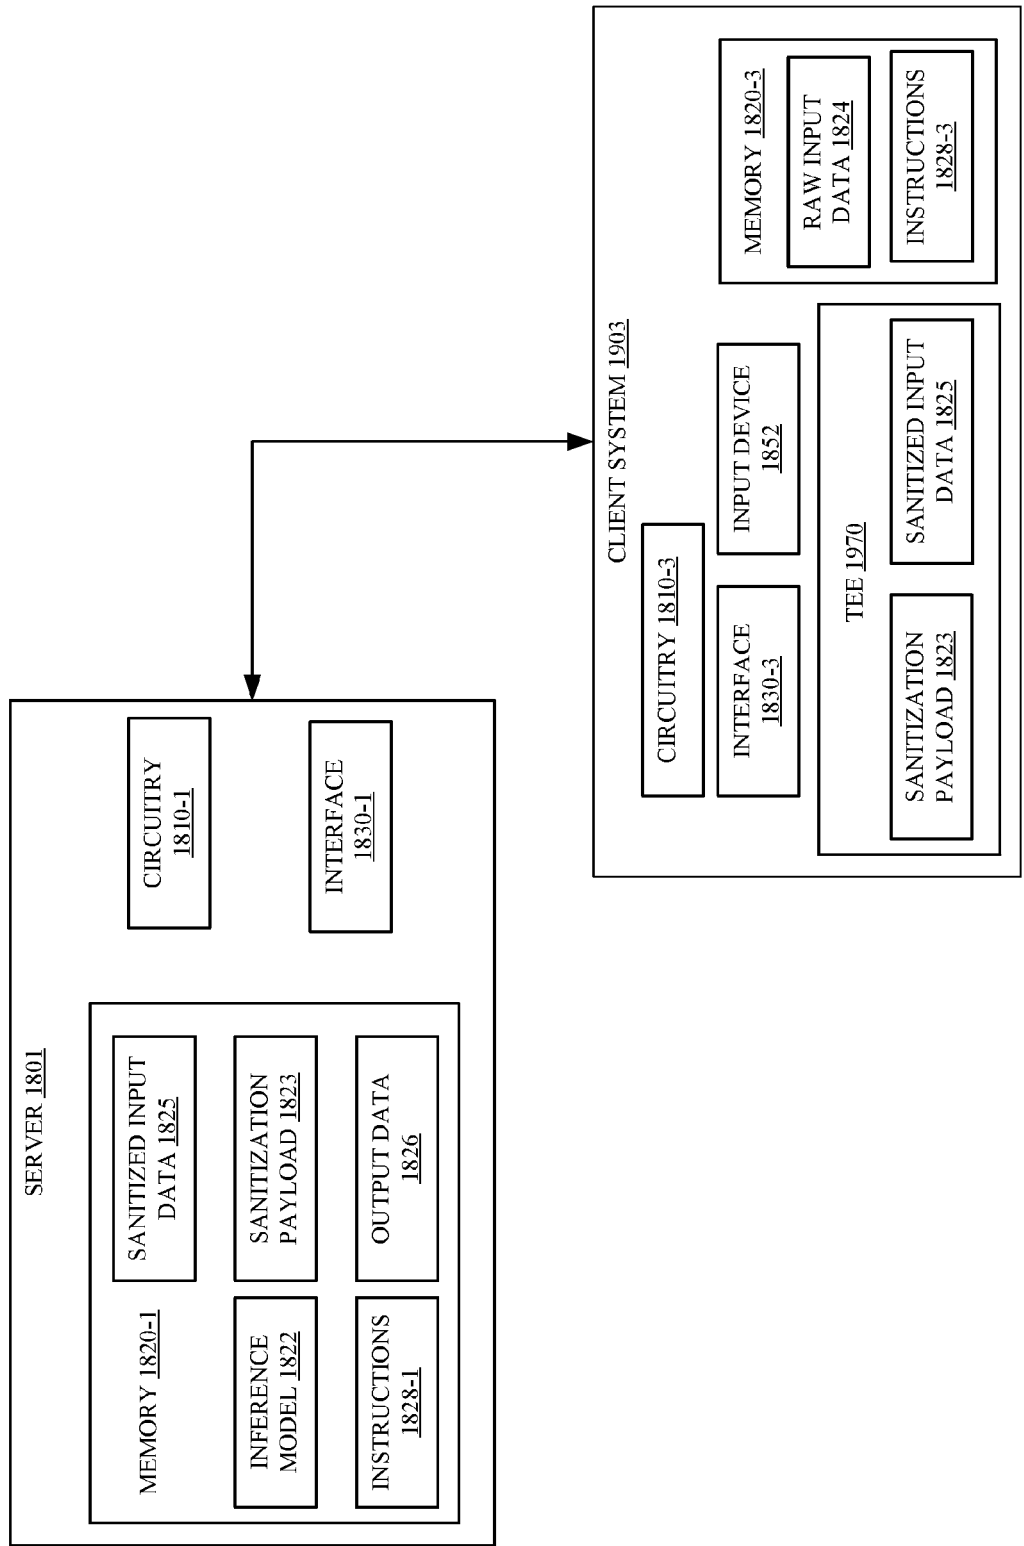 SERVER 1801
MEMORY 1820-1
SANITIZED INPUT
DATA 1825
INFERENCE
MODEL 1822
SANITIZATION
PAYLOAD 1823
INSTRUCTIONS
1828-1
OUTPUT DATA
1826
CIRCUITRY
1810-1
INTERFACE
1830-1
CLIENT SYSTEM 1903
CIRCUITRY 1810-3
INTERFACE
1830-3
INPUT DEVICE
1852
TEE 1970
SANITIZATION
PAYLOAD 1823
SANITIZED INPUT
DATA 1825
MEMORY 1820-3
RAW INPUT
DATA 1824
INSTRUCTIONS
1828-3